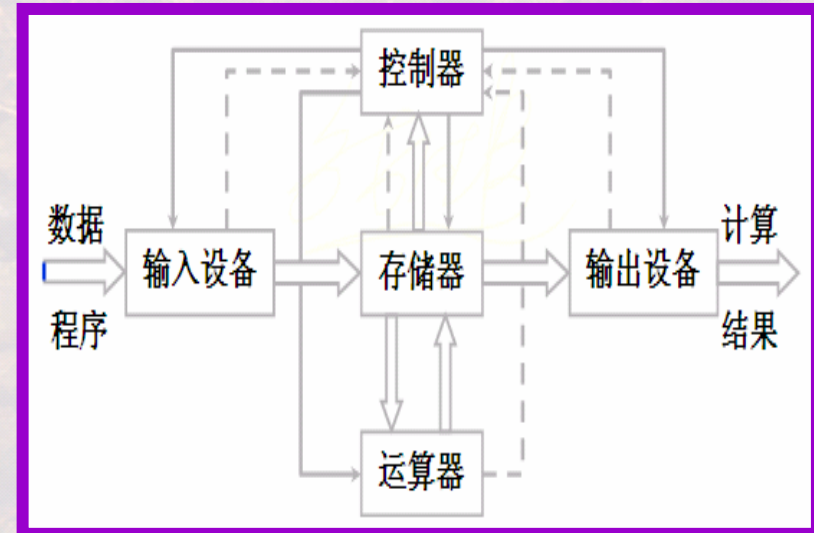 控制器
数据
程序
输入设备
存储器
输出设备
计算
结果
运算器